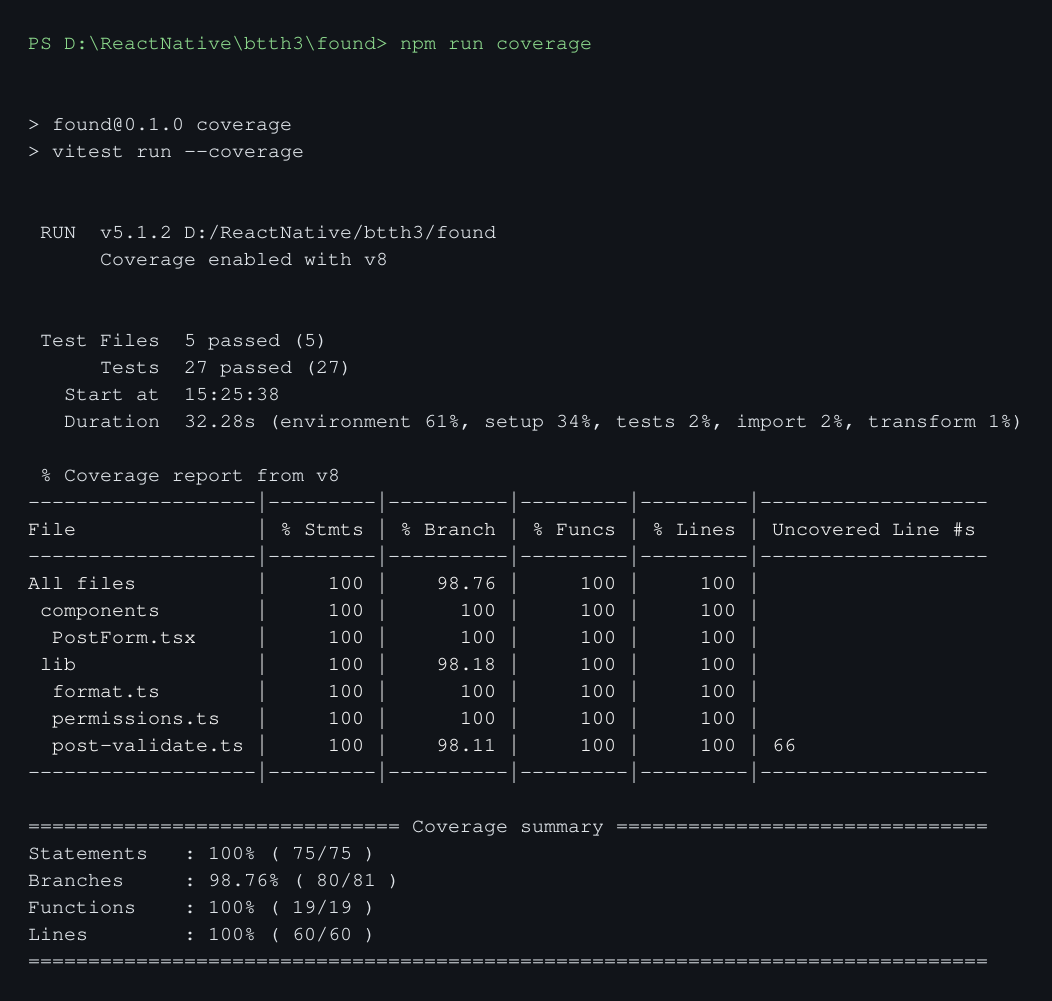 PS D:\ReactNative\btth3\found> npm run coverage
> found@0.1.0 coverage
> vitest run --coverage
RUN  v5.1.2 D:/ReactNative/btth3/found
Coverage enabled with v8
Test Files  5 passed (5)
Tests  27 passed (27)
Start at  15:25:38
Duration  32.28s (environment 61%, setup 34%, tests 2%, import 2%, transform 1%)
% Coverage report from v8
-------------------|---------|----------|---------|---------|-------------------
File               | % Stmts | % Branch | % Funcs | % Lines | Uncovered Line #s
-------------------|---------|----------|---------|---------|-------------------
All files          |     100 |    98.76 |     100 |     100 |
 components        |     100 |      100 |     100 |     100 |
  PostForm.tsx     |     100 |      100 |     100 |     100 |
 lib               |     100 |    98.18 |     100 |     100 |
  format.ts        |     100 |      100 |     100 |     100 |
  permissions.ts   |     100 |      100 |     100 |     100 |
  post-validate.ts |     100 |    98.11 |     100 |     100 | 66
-------------------|---------|----------|---------|---------|-------------------
=============================== Coverage summary ===============================
Statements   : 100% ( 75/75 )
Branches     : 98.76% ( 80/81 )
Functions    : 100% ( 19/19 )
Lines        : 100% ( 60/60 )
================================================================================